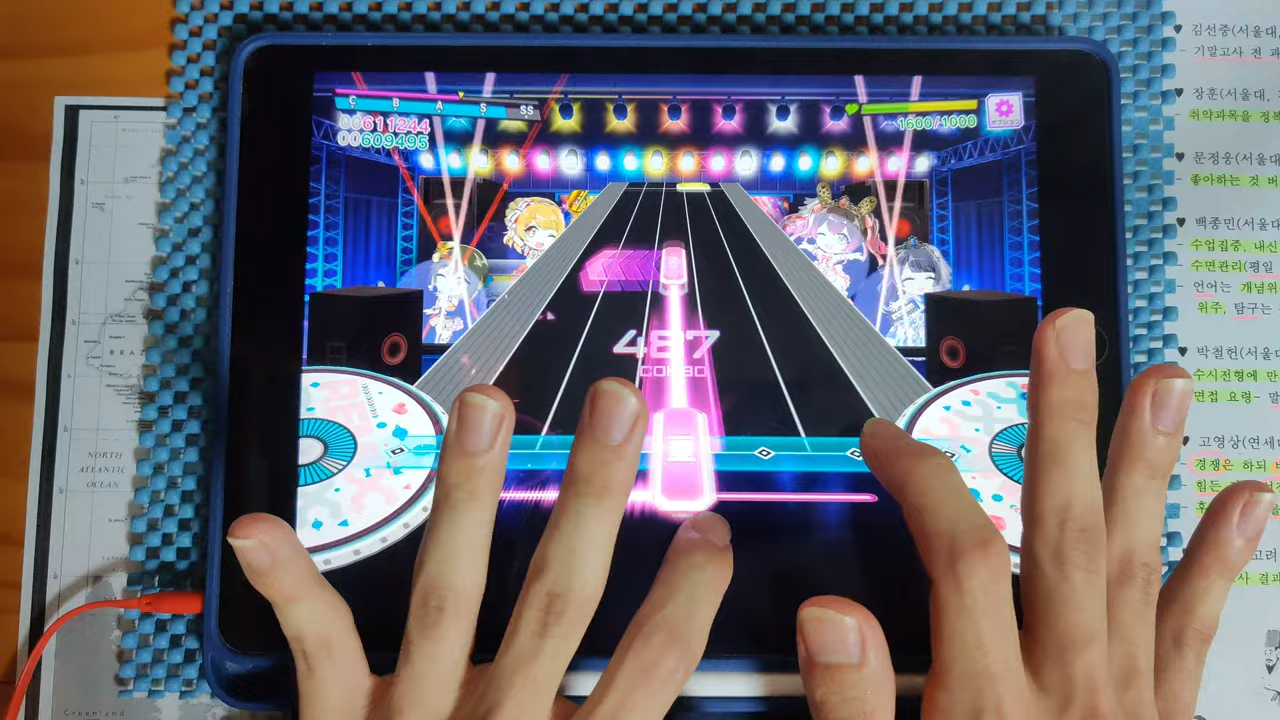 C B A S SS
00611244
00609495
1600/1000
オプション
487
COMBO
BRAZ
NORTH
ATLANTIC
OCEAN
Greenland
♥ 김선중(서울대,
- 기말고사 전 과
♥ 장훈(서울대,
취약과목을 정복
♥ 문정웅(서울대
- 좋아하는 것 버
♥ 백종민(서울대
- 수업집중, 내신
- 수면관리(평일
- 언어는 개념위
위주, 탐구는
♥ 박철헌(서울대
- 수시전형에 만
- 면접 요령- 말
♥ 고영상(연세
- 경쟁은 하되